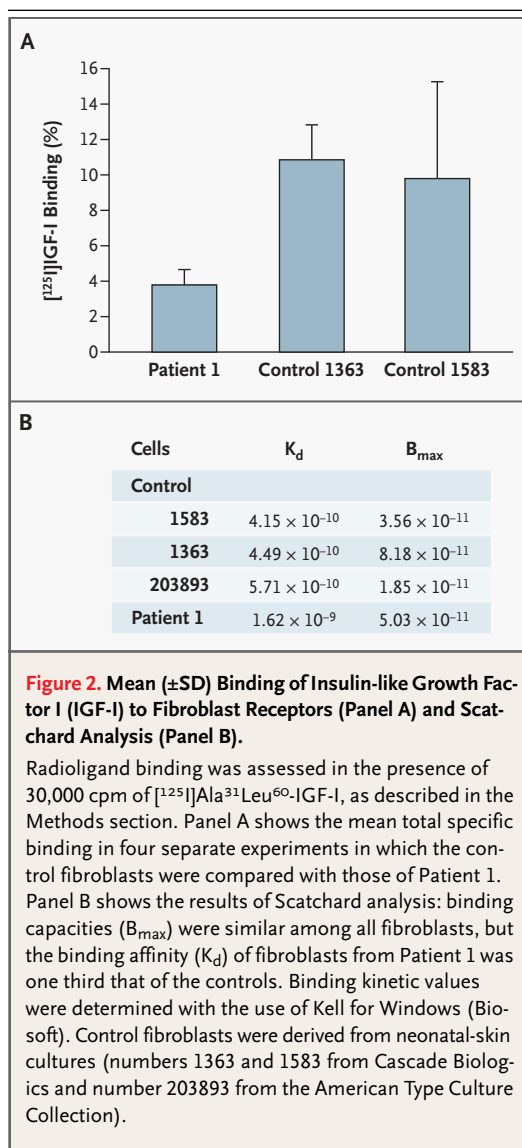 A
[¹²⁵I]IGF-I Binding (%)
16
14
12
10
8
6
4
2
0
Patient 1 Control 1363 Control 1583
B
Cells K_d B_max
Control
1583 4.15 × 10⁻¹⁰ 3.56 × 10⁻¹¹
1363 4.49 × 10⁻¹⁰ 8.18 × 10⁻¹¹
203893 5.71 × 10⁻¹⁰ 1.85 × 10⁻¹¹
Patient 1 1.62 × 10⁻⁹ 5.03 × 10⁻¹¹
Figure 2. Mean (±SD) Binding of Insulin-like Growth Fac-
tor I (IGF-I) to Fibroblast Receptors (Panel A) and Scat-
chard Analysis (Panel B).
Radioligand binding was assessed in the presence of
30,000 cpm of [¹²⁵I]Ala³¹Leu⁶⁰-IGF-I, as described in the
Methods section. Panel A shows the mean total specific
binding in four separate experiments in which the con-
trol fibroblasts were compared with those of Patient 1.
Panel B shows the results of Scatchard analysis: binding
capacities (B_max) were similar among all fibroblasts, but
the binding affinity (K_d) of fibroblasts from Patient 1 was
one third that of the controls. Binding kinetic values
were determined with the use of Kell for Windows (Bio-
soft). Control fibroblasts were derived from neonatal-skin
cultures (numbers 1363 and 1583 from Cascade Biolog-
ics and number 203893 from the American Type Culture
Collection).